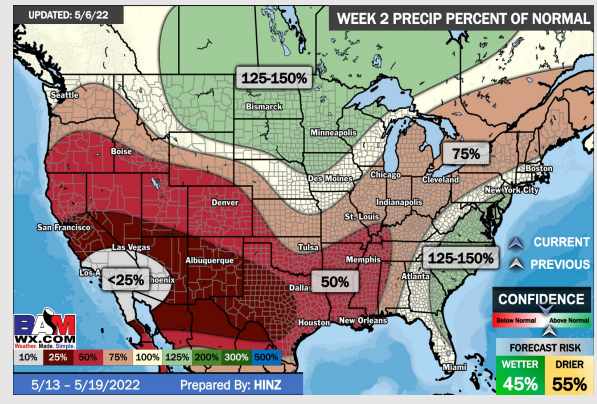 UPDATED: 5/6/22
WEEK 2 PRECIP PERCENT OF NORMAL
Seattle
125-150%
Bismarck
Minneapolis
Boise
75%
Boston
Des Moines
Chicago
Cleveland
New York City
Denver
Indianapolis
San Francisco
St. Louis
Las Vegas
Tulsa
125-150%
CURRENT
Albuquerque
Memphis
PREVIOUS
Los A
<25%
oenix
Atlanta
Dalla
50%
CONFIDENCE
Below Normal
Above Normal
Houston
New Orleans
BAM
WX.COM
Weather. Made. Simple.
FORECAST RISK
10% 25% 50% 75% 100% 125% 200% 300% 500%
WETTER
DRIER
Miami
45%
55%
5/13 – 5/19/2022
Prepared By: HINZ